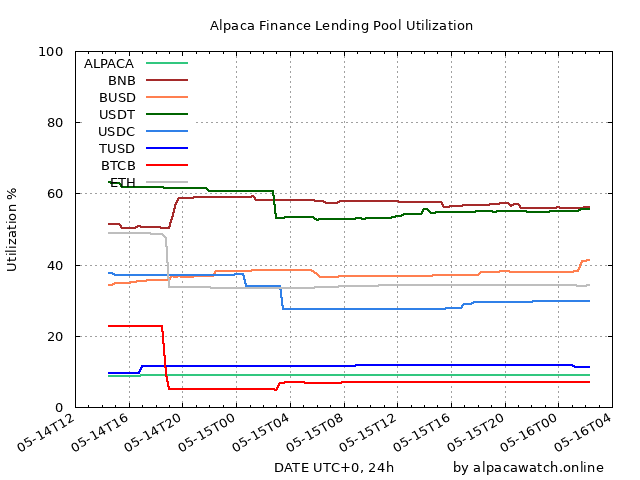 Alpaca Finance Lending Pool Utilization
100
80
60
40
20
0
Utilization %
ALPACA
BNB
BUSD
USDT
USDC
TUSD
BTCB
ETH
05-14T12
05-14T16
05-14T20
05-15T00
05-15T04
05-15T08
05-15T12
05-15T16
05-15T20
05-16T00
05-16T04
DATE UTC+0, 24h
by alpacawatch.online